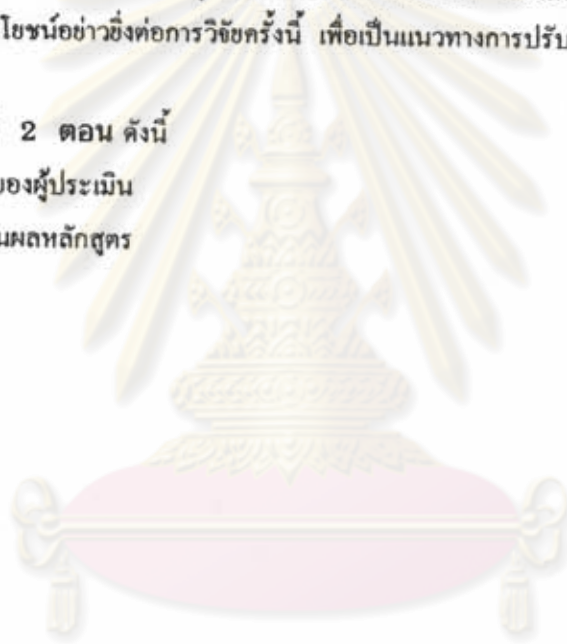 โยชน์อย่างยิ่งต่อการวิจัยครั้งนี้ เพื่อเป็นแนวทางการปรับ
2 ตอน ดังนี้
ของผู้ประเมิน
นผลหลักสูตร